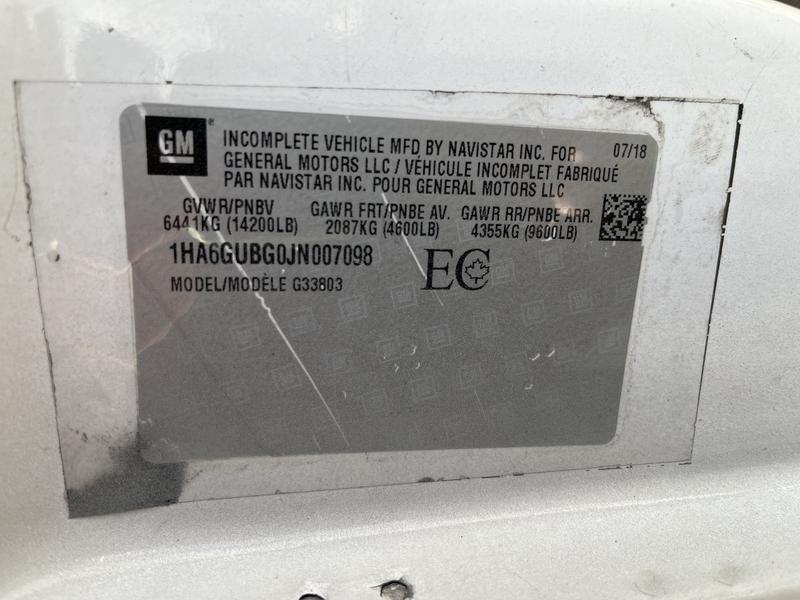 GM ®
INCOMPLETE VEHICLE MFD BY NAVISTAR INC. FOR 07/18
GENERAL MOTORS LLC / VÉHICULE INCOMPLET FABRIQUÉ
PAR NAVISTAR INC. POUR GENERAL MOTORS LLC
GVWR/PNBV GAWR FRT/PNBE AV. GAWR RR/PNBE ARR.
6441KG (14200LB) 2087KG (4600LB) 4355KG (9600LB)
1HA6GUBG0JN007098 EC
MODEL/MODÈLE G33803